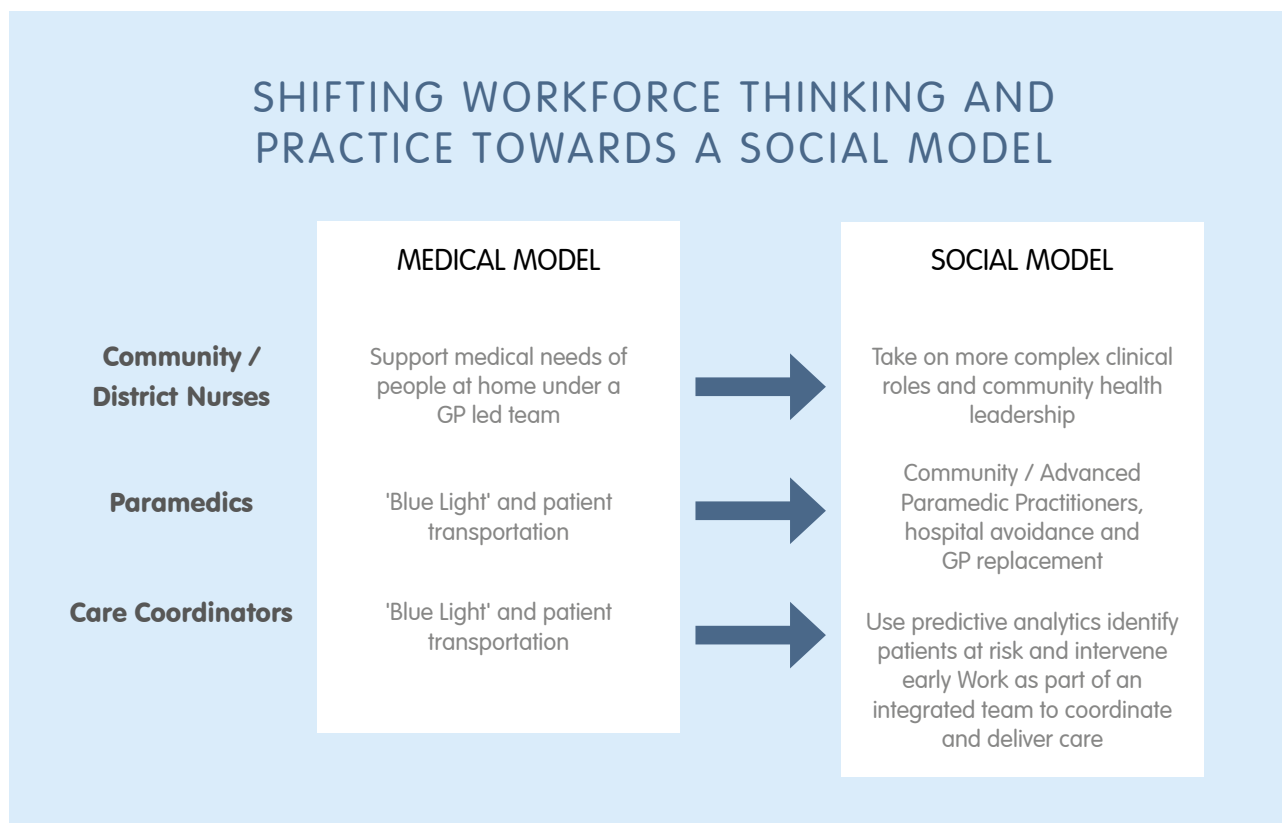 SHIFTING WORKFORCE THINKING AND
PRACTICE TOWARDS A SOCIAL MODEL
MEDICAL MODEL
SOCIAL MODEL
Community /
District Nurses
Support medical needs of
people at home under a
GP led team
Take on more complex clinical
roles and community health
leadership
Paramedics
'Blue Light' and patient
transportation
Community / Advanced
Paramedic Practitioners,
hospital avoidance and
GP replacement
Care Coordinators
'Blue Light' and patient
transportation
Use predictive analytics identify
patients at risk and intervene
early Work as part of an
integrated team to coordinate
and deliver care